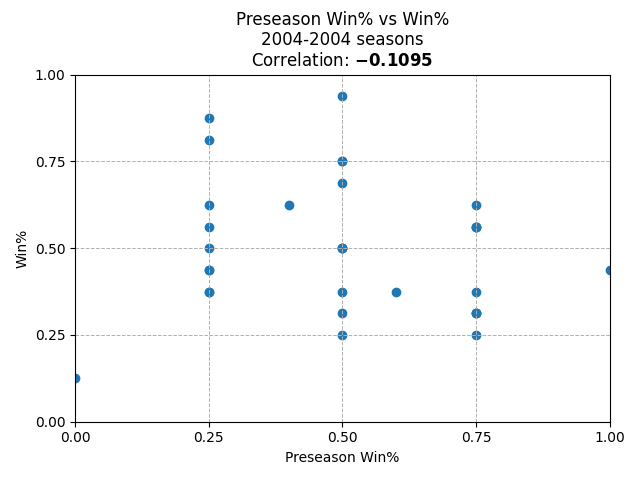 Preseason Win% vs Win%
2004-2004 seasons
Correlation: −0.1095
1.00
0.75
0.50
0.25
0.00
Win%
0.00 0.25 0.50 0.75 1.00
Preseason Win%